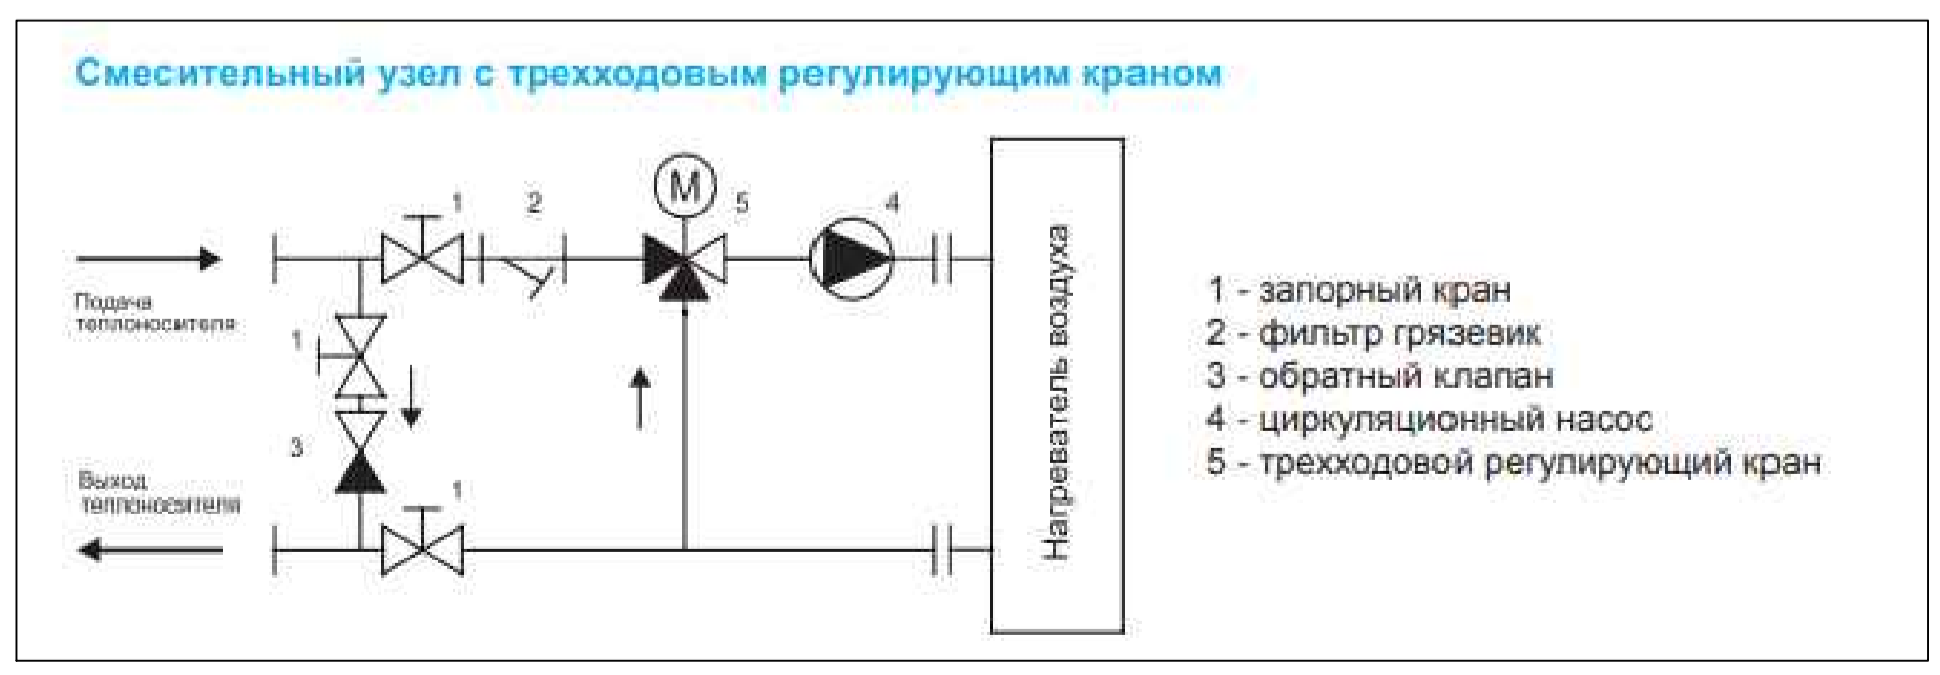 Смесительный узел с трехходовым регулирующим краном
M
1
2
5
4
Подача
теплоносителя
1
3
Выход
теплоносителя
1
Нагреватель воздуха
1 - запорный кран
2 - фильтр грязевик
3 - обратный клапан
4 - циркуляционный насос
5 - трехходовой регулирующий кран